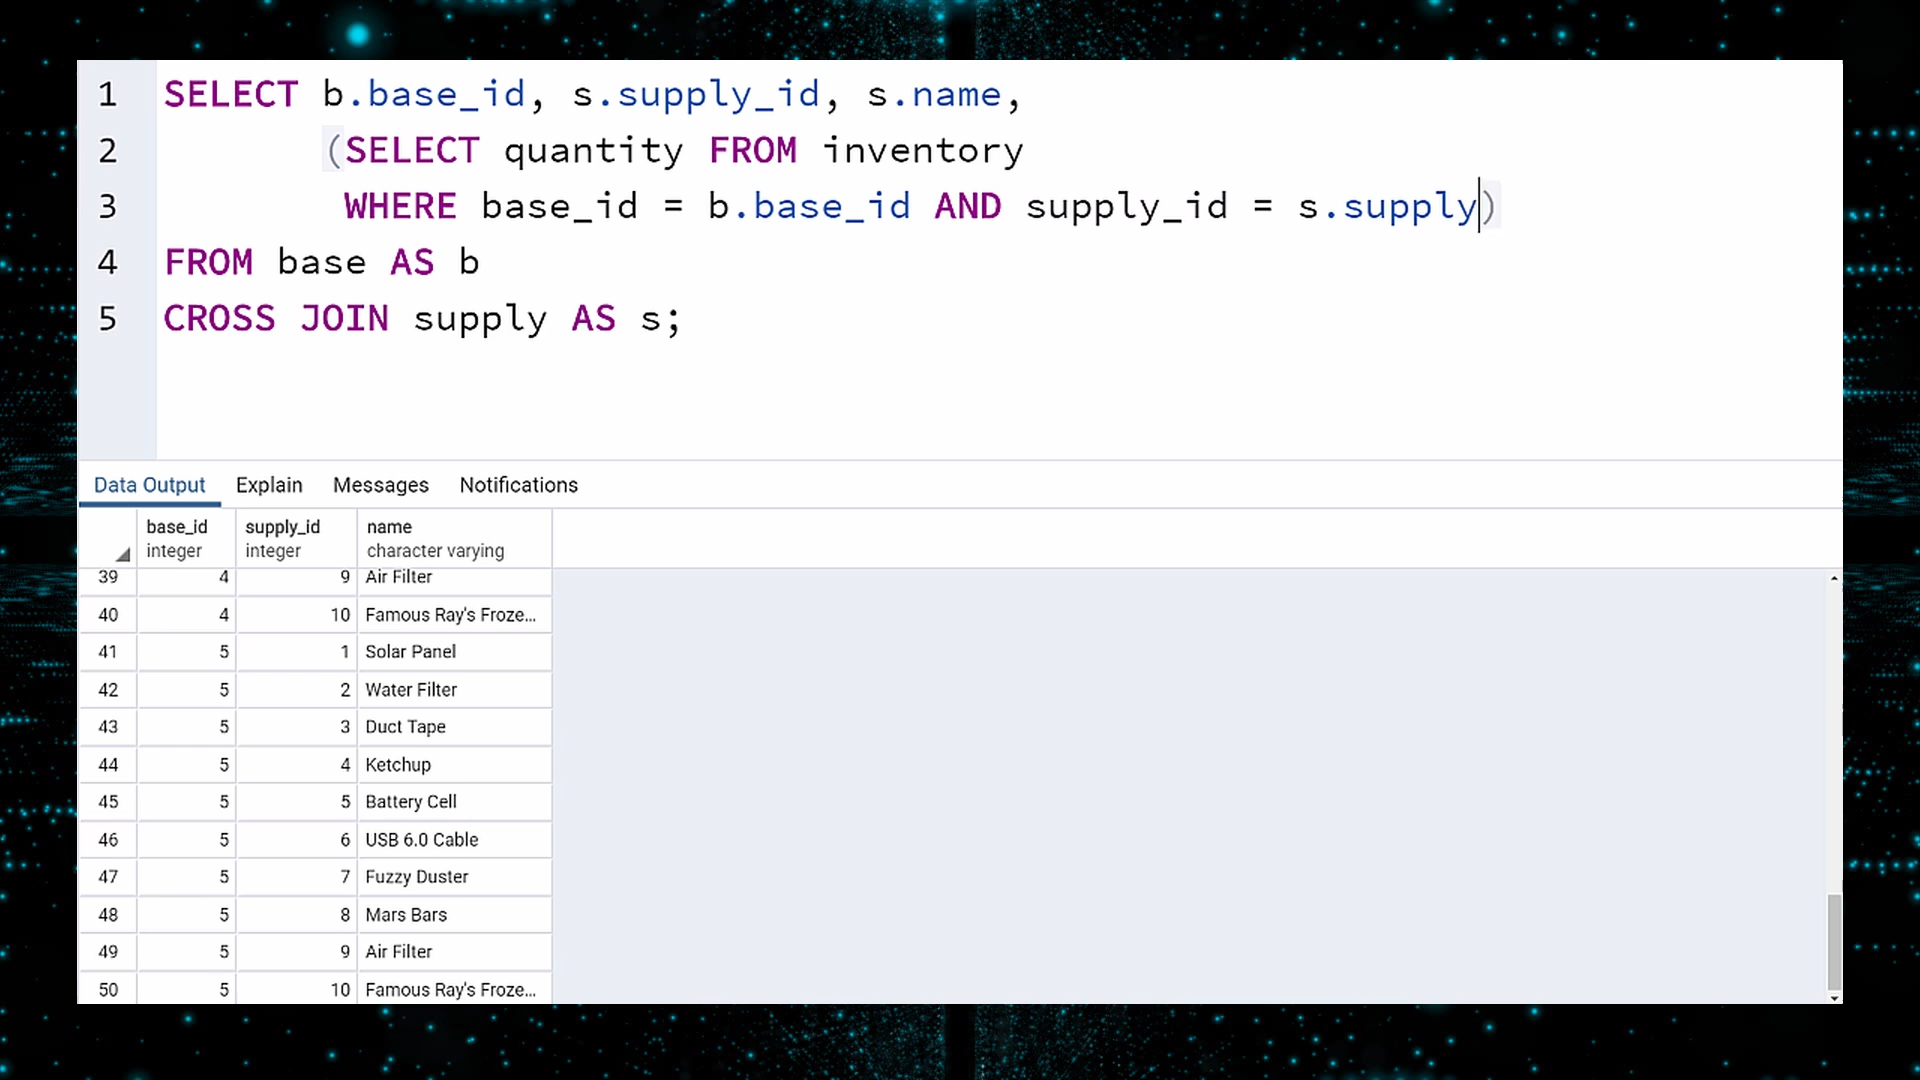 1 SELECT b.base_id, s.supply_id, s.name,
2 (SELECT quantity FROM inventory
3 WHERE base_id = b.base_id AND supply_id = s.supply)
4 FROM base AS b
5 CROSS JOIN supply AS s;
Data Output Explain Messages Notifications
base_id supply_id name
integer integer character varying
39 4 9 Air Filter
40 4 10 Famous Ray's Froze...
41 5 1 Solar Panel
42 5 2 Water Filter
43 5 3 Duct Tape
44 5 4 Ketchup
45 5 5 Battery Cell
46 5 6 USB 6.0 Cable
47 5 7 Fuzzy Duster
48 5 8 Mars Bars
49 5 9 Air Filter
50 5 10 Famous Ray's Froze...